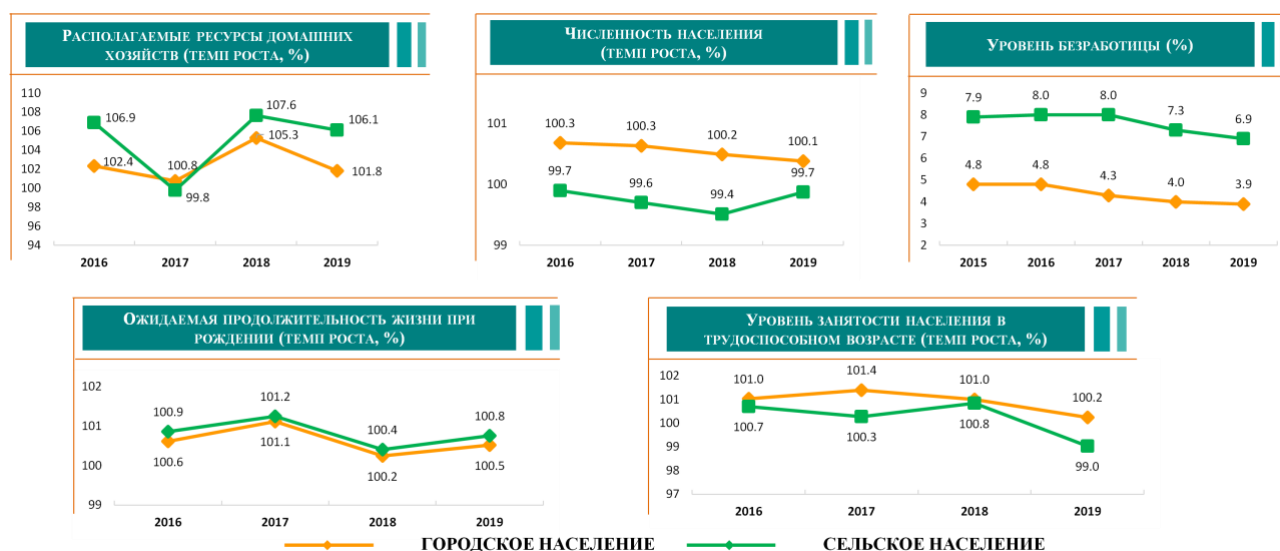 РАСПОЛАГАЕМЫЕ РЕСУРСЫ ДОМАШНИХ
ХОЗЯЙСТВ (ТЕМП РОСТА, %)
110
108
106
104
102
100
98
96
94
106.9
102.4
100.8
99.8
107.6
105.3
106.1
101.8
2016 2017 2018 2019
ЧИСЛЕННОСТЬ НАСЕЛЕНИЯ
(ТЕМП РОСТА, %)
101
100
99
100.3 100.3 100.2 100.1
99.7 99.6 99.4 99.7
2016 2017 2018 2019
УРОВЕНЬ БЕЗРАБОТИЦЫ (%)
9
8
7
6
5
4
3
2
7.9 8.0 8.0 7.3 6.9
4.8 4.8 4.3 4.0 3.9
2015 2016 2017 2018 2019
ОЖИДАЕМАЯ ПРОДОЛЖИТЕЛЬНОСТЬ ЖИЗНИ ПРИ
РОЖДЕНИИ (ТЕМП РОСТА, %)
102
101
100
99
100.9 101.2 100.4 100.8
100.6 101.1 100.2 100.5
2016 2017 2018 2019
УРОВЕНЬ ЗАНЯТОСТИ НАСЕЛЕНИЯ В
ТРУДОСПОСОБНОМ ВОЗРАСТЕ (ТЕМП РОСТА, %)
102
101
100
99
98
97
101.0 101.4 101.0 100.2
100.7 100.3 100.8 99.0
2016 2017 2018 2019
ГОРОДСКОЕ НАСЕЛЕНИЕ СЕЛЬСКОЕ НАСЕЛЕНИЕ